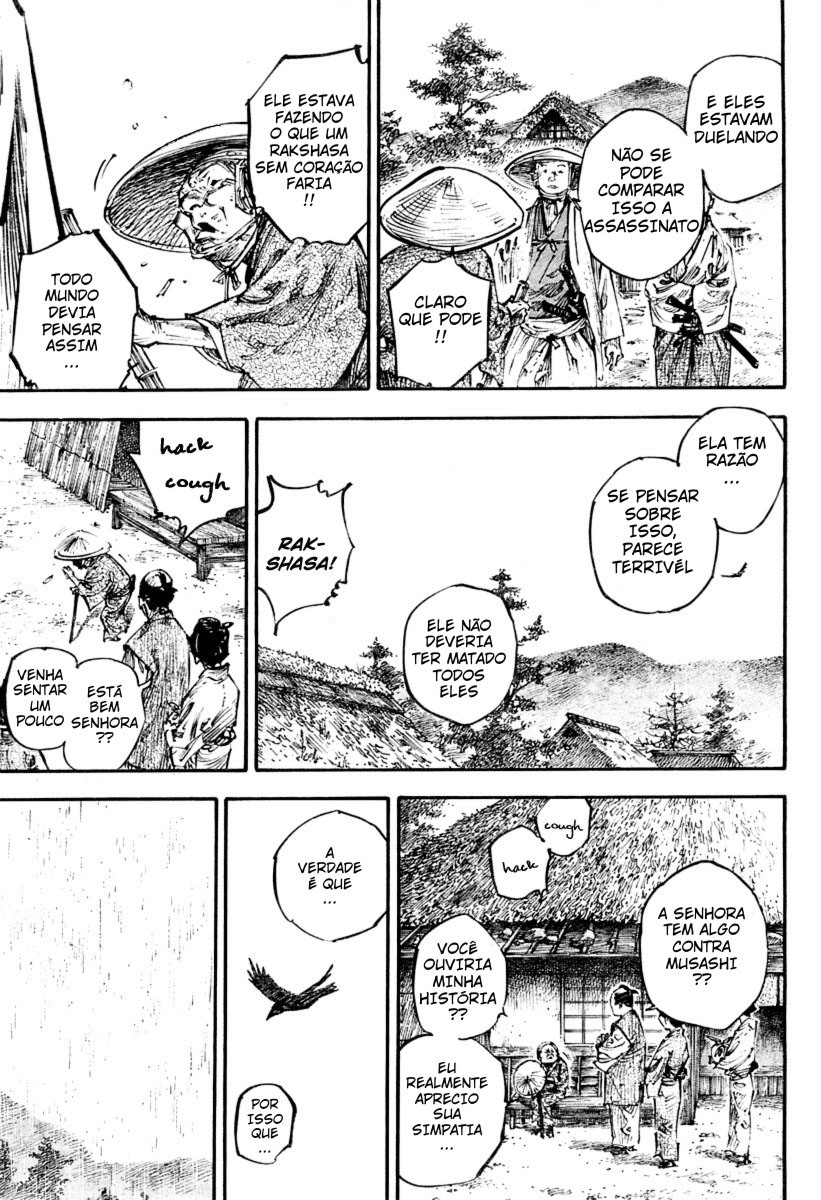 E ELES
ESTAVAM
DUELANDO
NÃO SE
PODE
COMPARAR
ISSO A
ASSASSINATO
CLARO
QUE PODE
!!
ELE ESTAVA
FAZENDO
O QUE UM
RAKSHASA
SEM CORAÇÃO
FARIA
!!
TODO
MUNDO
DEVIA
PENSAR
ASSIM
...
ELA TEM
RAZÃO
...
SE PENSAR
SOBRE
ISSO,
PARECE
TERRIVÉL
ELE NÃO
DEVERIA
TER MATADO
TODOS
ELES
RAK-
SHASA!
hack
cough
ESTÁ
BEM
SENHORA?
??
VENHA
SENTAR
UM
POUCO
cough
hack
A SENHORA
TEM ALGO
CONTRA
MUSASHI
??
VOCÊ
OUVIRIA
MINHA
HISTÓRIA
??
EU
REALMENTE
APRECIO
SUA
SIMPATIA
...
A
VERDADE
É QUE
...
POR
ISSO
QUE
...